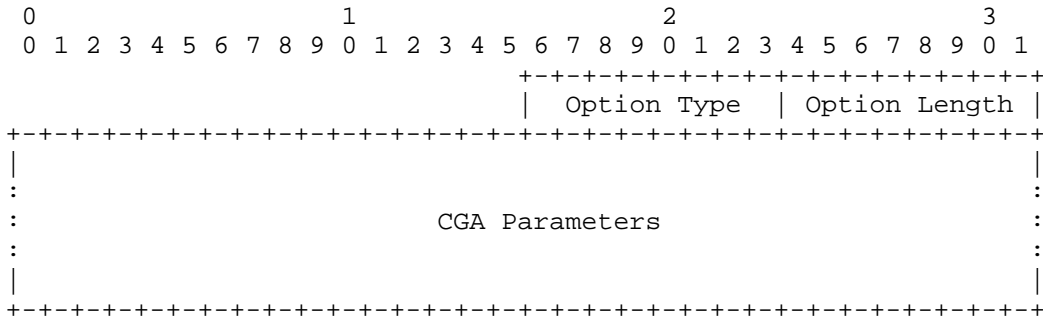 0                   1                   2                   3
 0 1 2 3 4 5 6 7 8 9 0 1 2 3 4 5 6 7 8 9 0 1 2 3 4 5 6 7 8 9 0 1
                                +-+-+-+-+-+-+-+-+-+-+-+-+-+-+-+-+
                                |  Option Type  | Option Length |
+-+-+-+-+-+-+-+-+-+-+-+-+-+-+-+-+-+-+-+-+-+-+-+-+-+-+-+-+-+-+-+-+
|                                                               |
:                                                               :
:                          CGA Parameters                       :
:                                                               :
|                                                               |
+-+-+-+-+-+-+-+-+-+-+-+-+-+-+-+-+-+-+-+-+-+-+-+-+-+-+-+-+-+-+-+-+